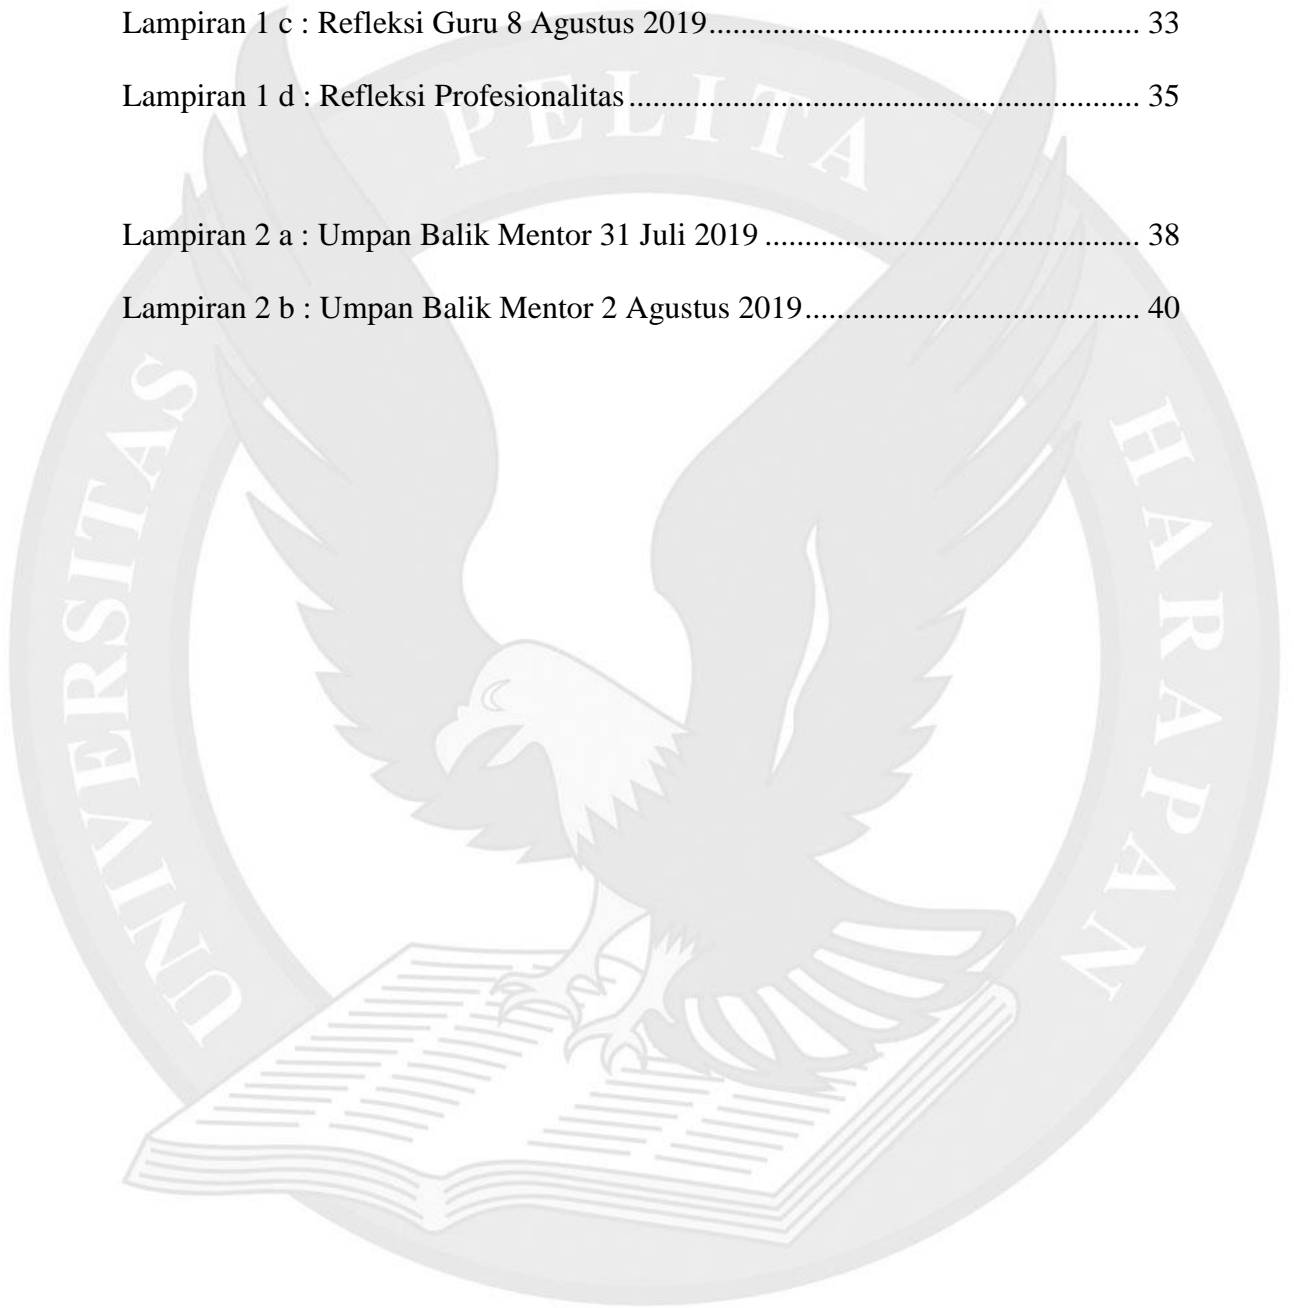 Lampiran 1 c : Refleksi Guru 8 Agustus 2019...................................................... 33
Lampiran 1 d : Refleksi Profesionalitas ................................................................ 35
Lampiran 2 a : Umpan Balik Mentor 31 Juli 2019 ............................................... 38
Lampiran 2 b : Umpan Balik Mentor 2 Agustus 2019.......................................... 40
UNIVERSITAS
PELITA
HARAPAN